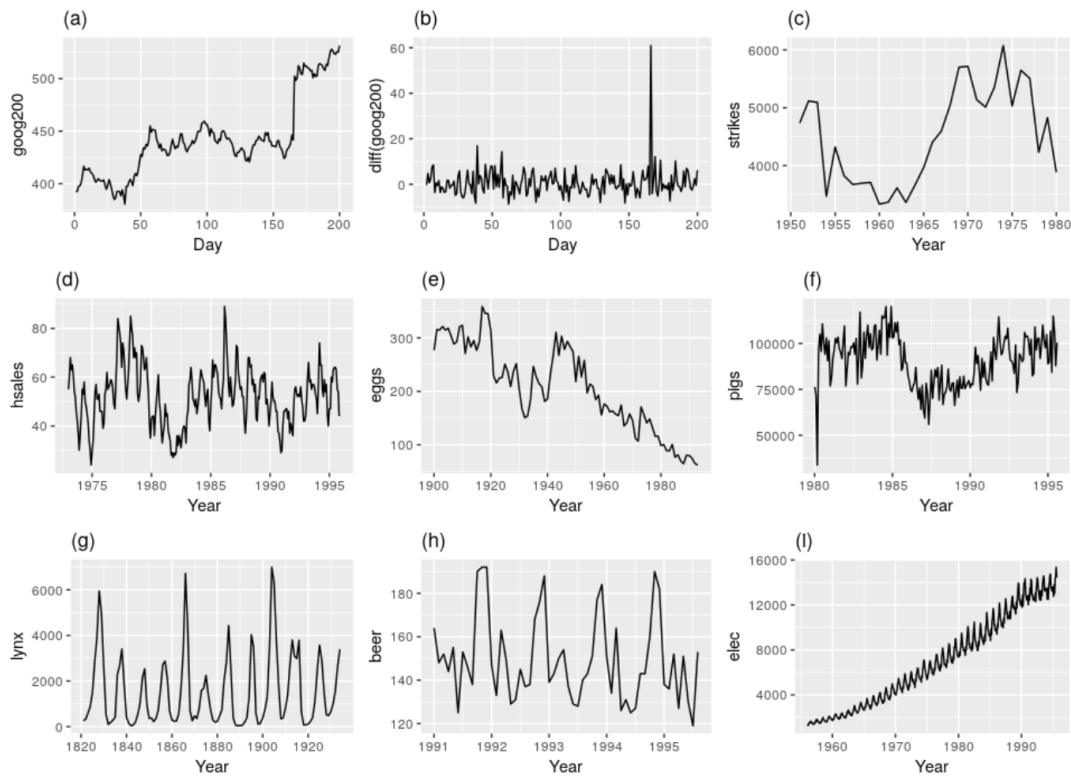 (a)
500
450
400
goog200
0 50 100 150 200
Day
(b)
60
40
20
0
diff(goog200)
0 50 100 150 200
Day
(c)
6000
5000
4000
strikes
1950 1955 1960 1965 1970 1975 1980
Year
(d)
80
60
40
hsales
1975 1980 1985 1990 1995
Year
(e)
300
200
100
eggs
1900 1920 1940 1960 1980
Year
(f)
100000
75000
50000
pigs
1980 1985 1990 1995
Year
(g)
6000
4000
2000
0
lynx
1820 1840 1860 1880 1900 1920
Year
(h)
180
160
140
120
beer
1991 1992 1993 1994 1995
Year
(I)
16000
12000
8000
4000
elec
1960 1970 1980 1990
Year